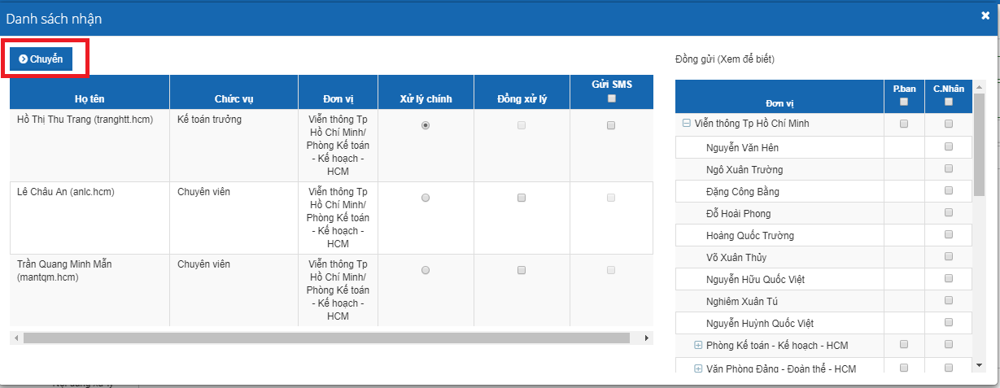 Danh sách nhận
Chuyển
Đồng gửi (Xem để biết)
Họ tên Chức vụ Đơn vị Xử lý chính Đồng xử lý Gửi SMS
Hồ Thị Thu Trang (tranghtt.hcm) Kế toán trưởng Viễn thông Tp
Hồ Chí Minh/
Phòng Kế toán
- Kế hoạch -
HCM
Lê Châu An (anlc.hcm) Chuyên viên Viễn thông Tp
Hồ Chí Minh/
Phòng Kế toán
- Kế hoạch -
HCM
Trần Quang Minh Mẫn Chuyên viên Viễn thông Tp
(mantqm.hcm) Hồ Chí Minh/
Phòng Kế toán
- Kế hoạch -
HCM
Đơn vị P.ban C.Nhân
Viễn thông Tp Hồ Chí Minh
Nguyễn Văn Hên
Ngô Xuân Trường
Đặng Công Bằng
Đỗ Hoài Phong
Hoàng Quốc Trường
Võ Xuân Thủy
Nguyễn Hữu Quốc Việt
Nghiêm Xuân Tú
Nguyễn Huỳnh Quốc Việt
Phòng Kế toán - Kế hoạch - HCM
Văn Phòng Đảng - Đoàn thể - HCM